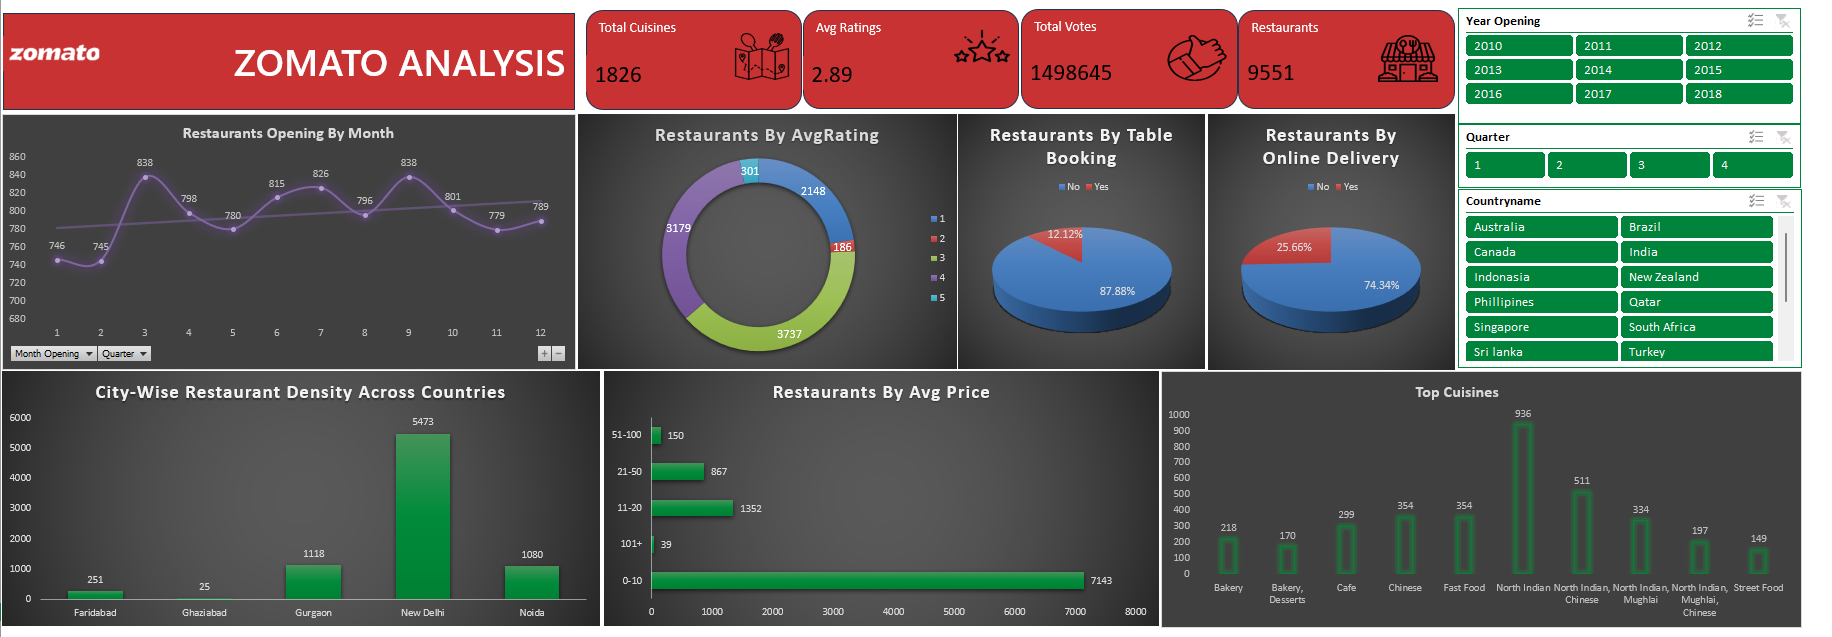 zomato
ZOMATO ANALYSIS
Total Cuisines
1826
Avg Ratings
2.89
Total Votes
1498645
Restaurants
9551
Year Opening
2010 2011 2012
2013 2014 2015
2016 2017 2018
Quarter
1 2 3 4
Countryname
Australia Brazil
Canada India
Indonasia New Zealand
Phillipines Qatar
Singapore South Africa
Sri lanka Turkey
Restaurants Opening By Month
860
840
820
800
780
760
740
720
700
680
746 745 838 798 780 815 826 796 838 801 779 789
1 2 3 4 5 6 7 8 9 10 11 12
Month Opening Quarter + −
Restaurants By AvgRating
301
2148
3179
186
3737
1
2
3
4
5
Restaurants By Table
Booking
No Yes
12.12%
87.88%
Restaurants By
Online Delivery
No Yes
25.66%
74.34%
City-Wise Restaurant Density Across Countries
6000
5000
4000
3000
2000
1000
0
251 25 1118 5473 1080
Faridabad Ghaziabad Gurgaon New Delhi Noida
Restaurants By Avg Price
51-100 150
21-50 867
11-20 1352
101+ 39
0-10 7143
0 1000 2000 3000 4000 5000 6000 7000 8000
Top Cuisines
1000
900
800
700
600
500
400
300
200
100
0
218 170 299 354 354 936 511 334 197 149
Bakery Bakery, Cafe Chinese Fast Food North Indian North Indian, North Indian, North Indian, Street Food
Desserts Chinese Mughlai Mughlai,
Chinese